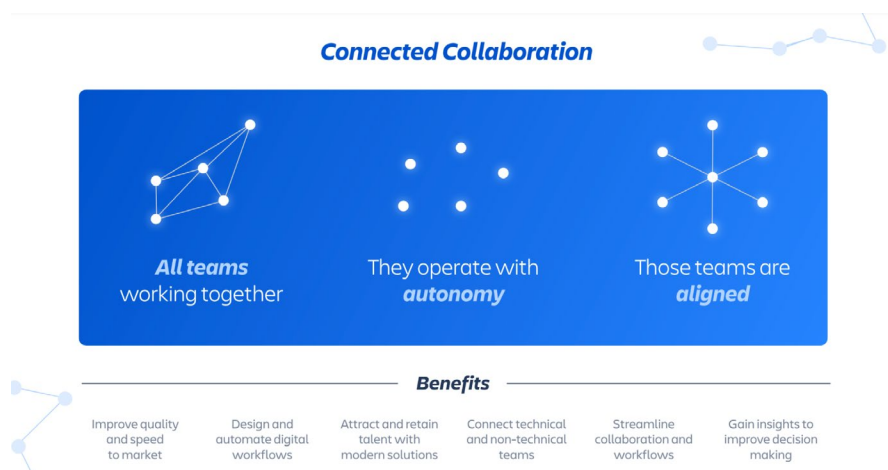 Connected Collaboration
All teams
working together
They operate with
autonomy
Those teams are
aligned
Benefits
Improve quality
and speed
to market
Design and
automate digital
workflows
Attract and retain
talent with
modern solutions
Connect technical
and non-technical
teams
Streamline
collaboration and
workflows
Gain insights to
improve decision
making